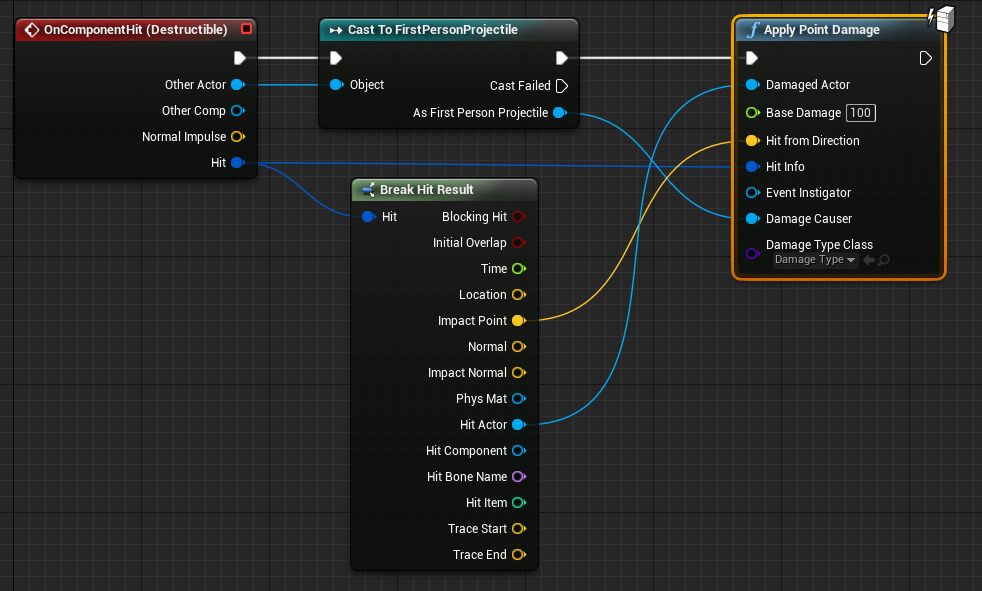 OnComponentHit (Destructible)
Other Actor
Other Comp
Normal Impulse
Hit
Cast To FirstPersonProjectile
Object
Cast Failed
As First Person Projectile
Break Hit Result
Hit
Blocking Hit
Initial Overlap
Time
Location
Impact Point
Normal
Impact Normal
Phys Mat
Hit Actor
Hit Component
Hit Bone Name
Hit Item
Trace Start
Trace End
Apply Point Damage
Damaged Actor
Base Damage 100
Hit from Direction
Hit Info
Event Instigator
Damage Causer
Damage Type Class
Damage Type